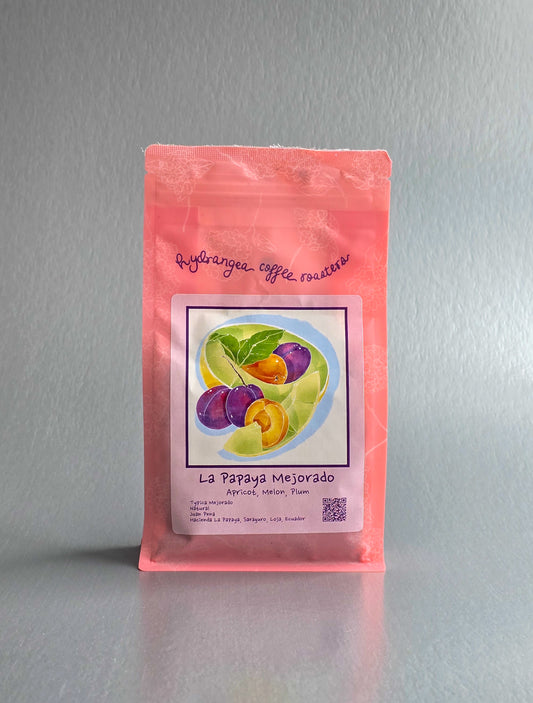 hydrangea coffee roasters
La Papaya Mejorado
Apricot, Melon, Plum
Typica Mejorado
Natural
Juan Pena
Hacienda La Papaya, Saraguro, Loja, Ecuador